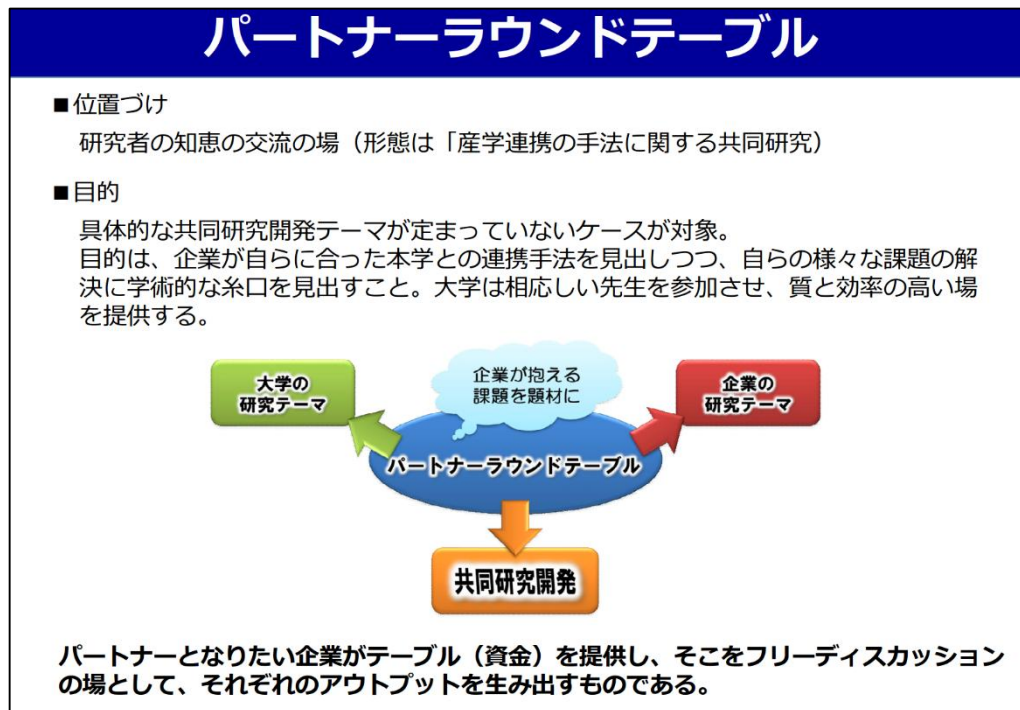 パートナーラウンドテーブル
■位置づけ
研究者の知恵の交流の場（形態は「産学連携の手法に関する共同研究）
■目的
具体的な共同研究開発テーマが定まっていないケースが対象。
目的は、企業が自らに合った本学との連携手法を見出しつつ、自らの様々な課題の解
決に学術的な糸口を見出すこと。大学は相応しい先生を参加させ、質と効率の高い場
を提供する。
企業が抱える
課題を題材に
大学の
研究テーマ
企業の
研究テーマ
パートナーラウンドテーブル
共同研究開発
パートナーとなりたい企業がテーブル（資金）を提供し、そこをフリーディスカッション
の場として、それぞれのアウトプットを生み出すものである。